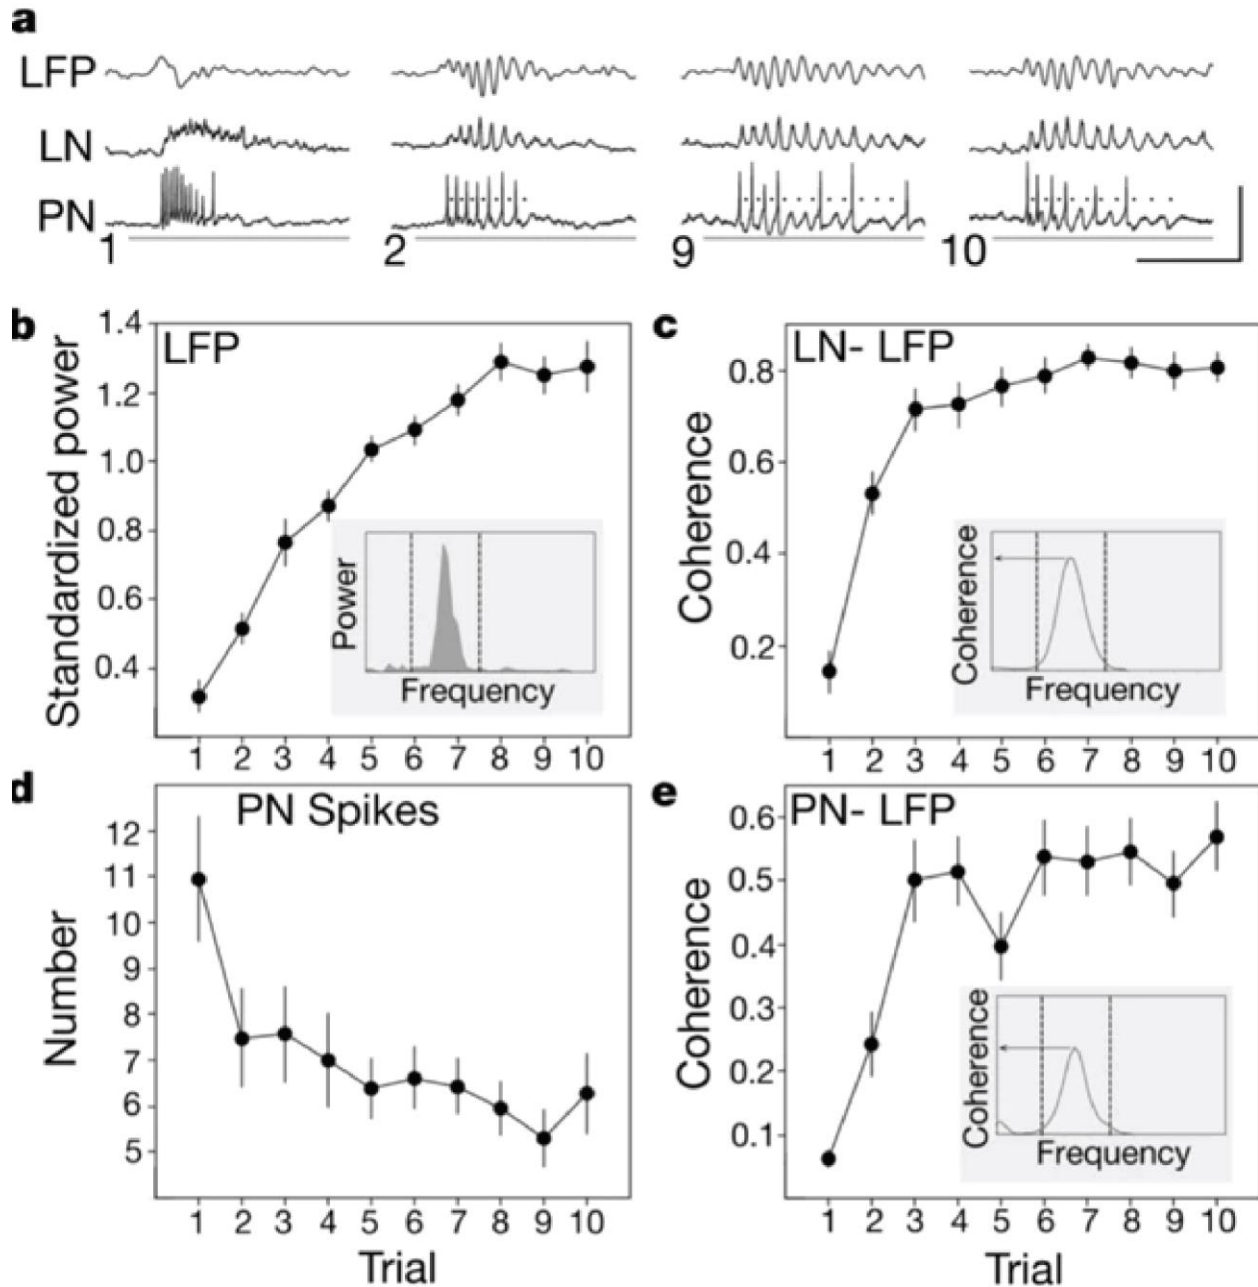 a
LFP
LN
PN
1 2 9 10
b
LFP
Standardized power
1.4
1.2
1.0
0.8
0.6
0.4
Power
Frequency
1 2 3 4 5 6 7 8 9 10
c
LN- LFP
Coherence
0.8
0.6
0.4
0.2
Coherence
Frequency
1 2 3 4 5 6 7 8 9 10
d
PN Spikes
Number
12
11
10
9
8
7
6
5
1 2 3 4 5 6 7 8 9 10
Trial
e
PN- LFP
Coherence
0.6
0.5
0.4
0.3
0.2
0.1
Coherence
Frequency
1 2 3 4 5 6 7 8 9 10
Trial